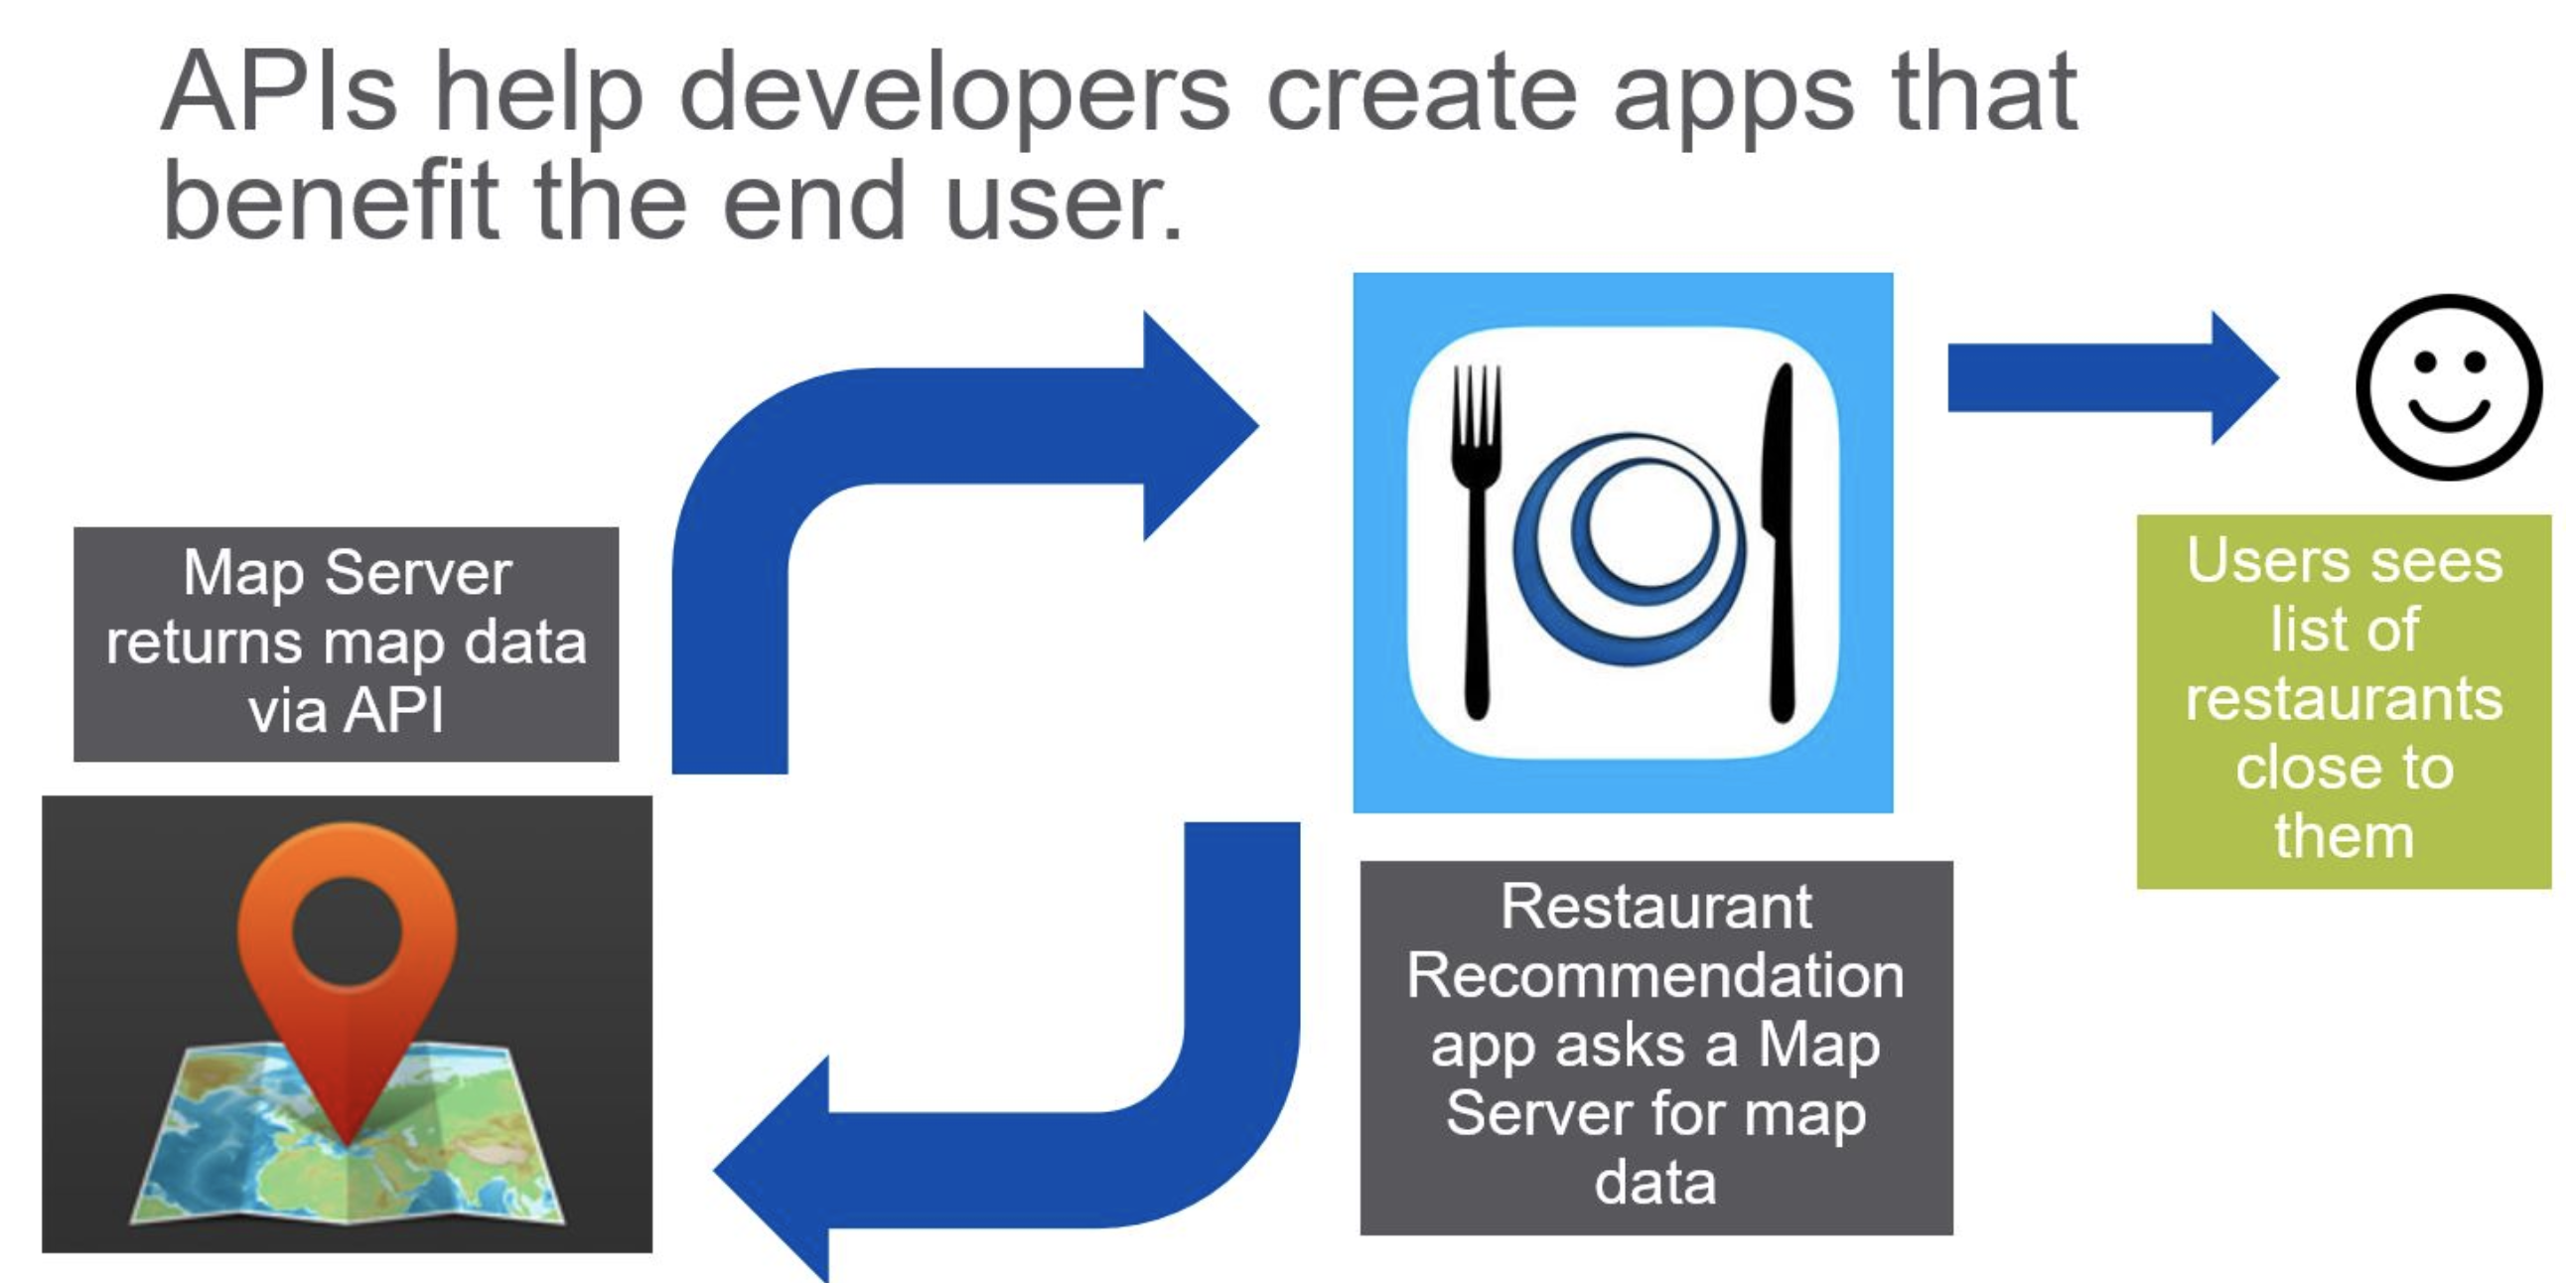 APIs help developers create apps that
benefit the end user.
Map Server
returns map data
via API
Users sees
list of
restaurants
close to
them
Restaurant
Recommendation
app asks a Map
Server for map
data